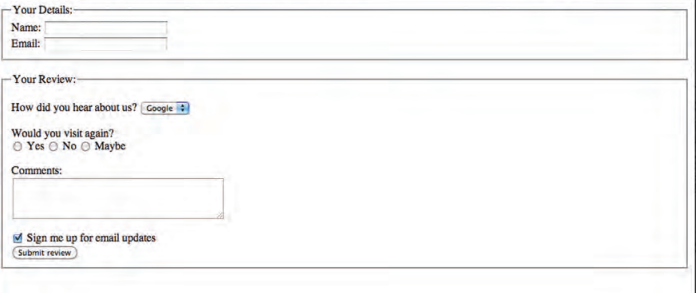 Your Details:
Name:
Email:
Your Review:
How did you hear about us? Google
Would you visit again?
Yes No Maybe
Comments:
Sign me up for email updates
Submit review